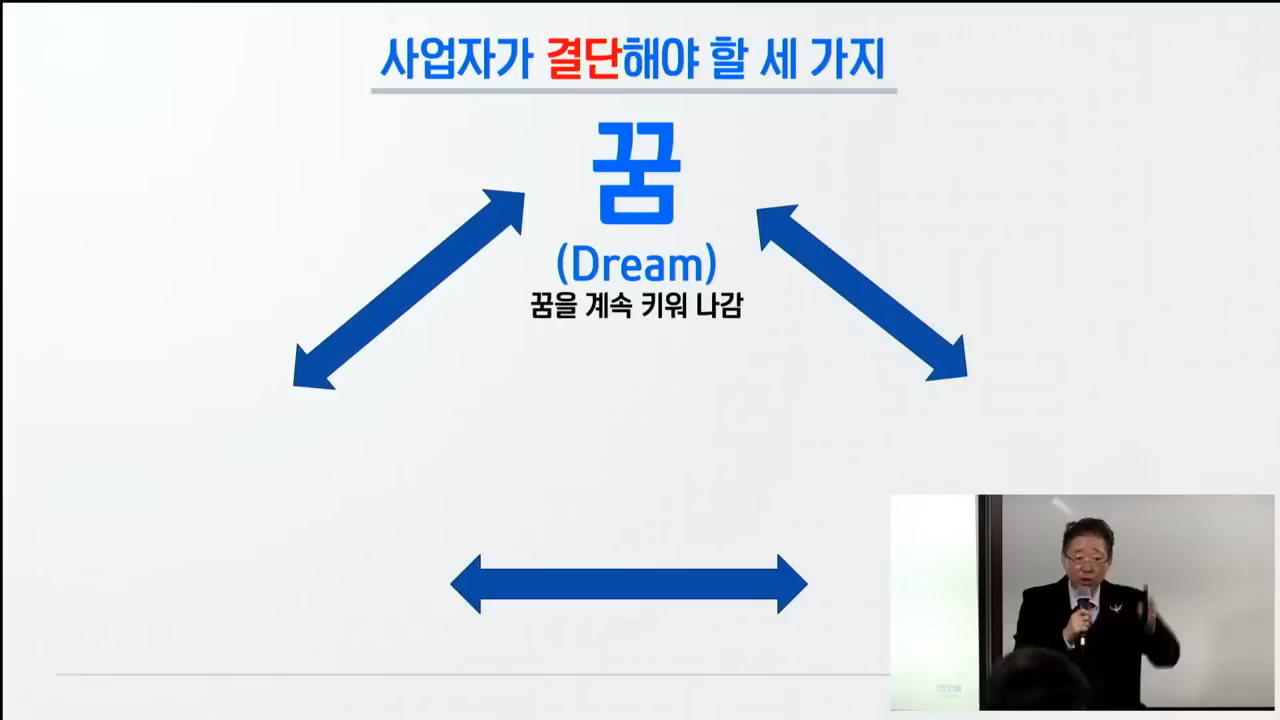 사업자가 결단해야 할 세 가지
꿈
(Dream)
꿈을 계속 키워 나감